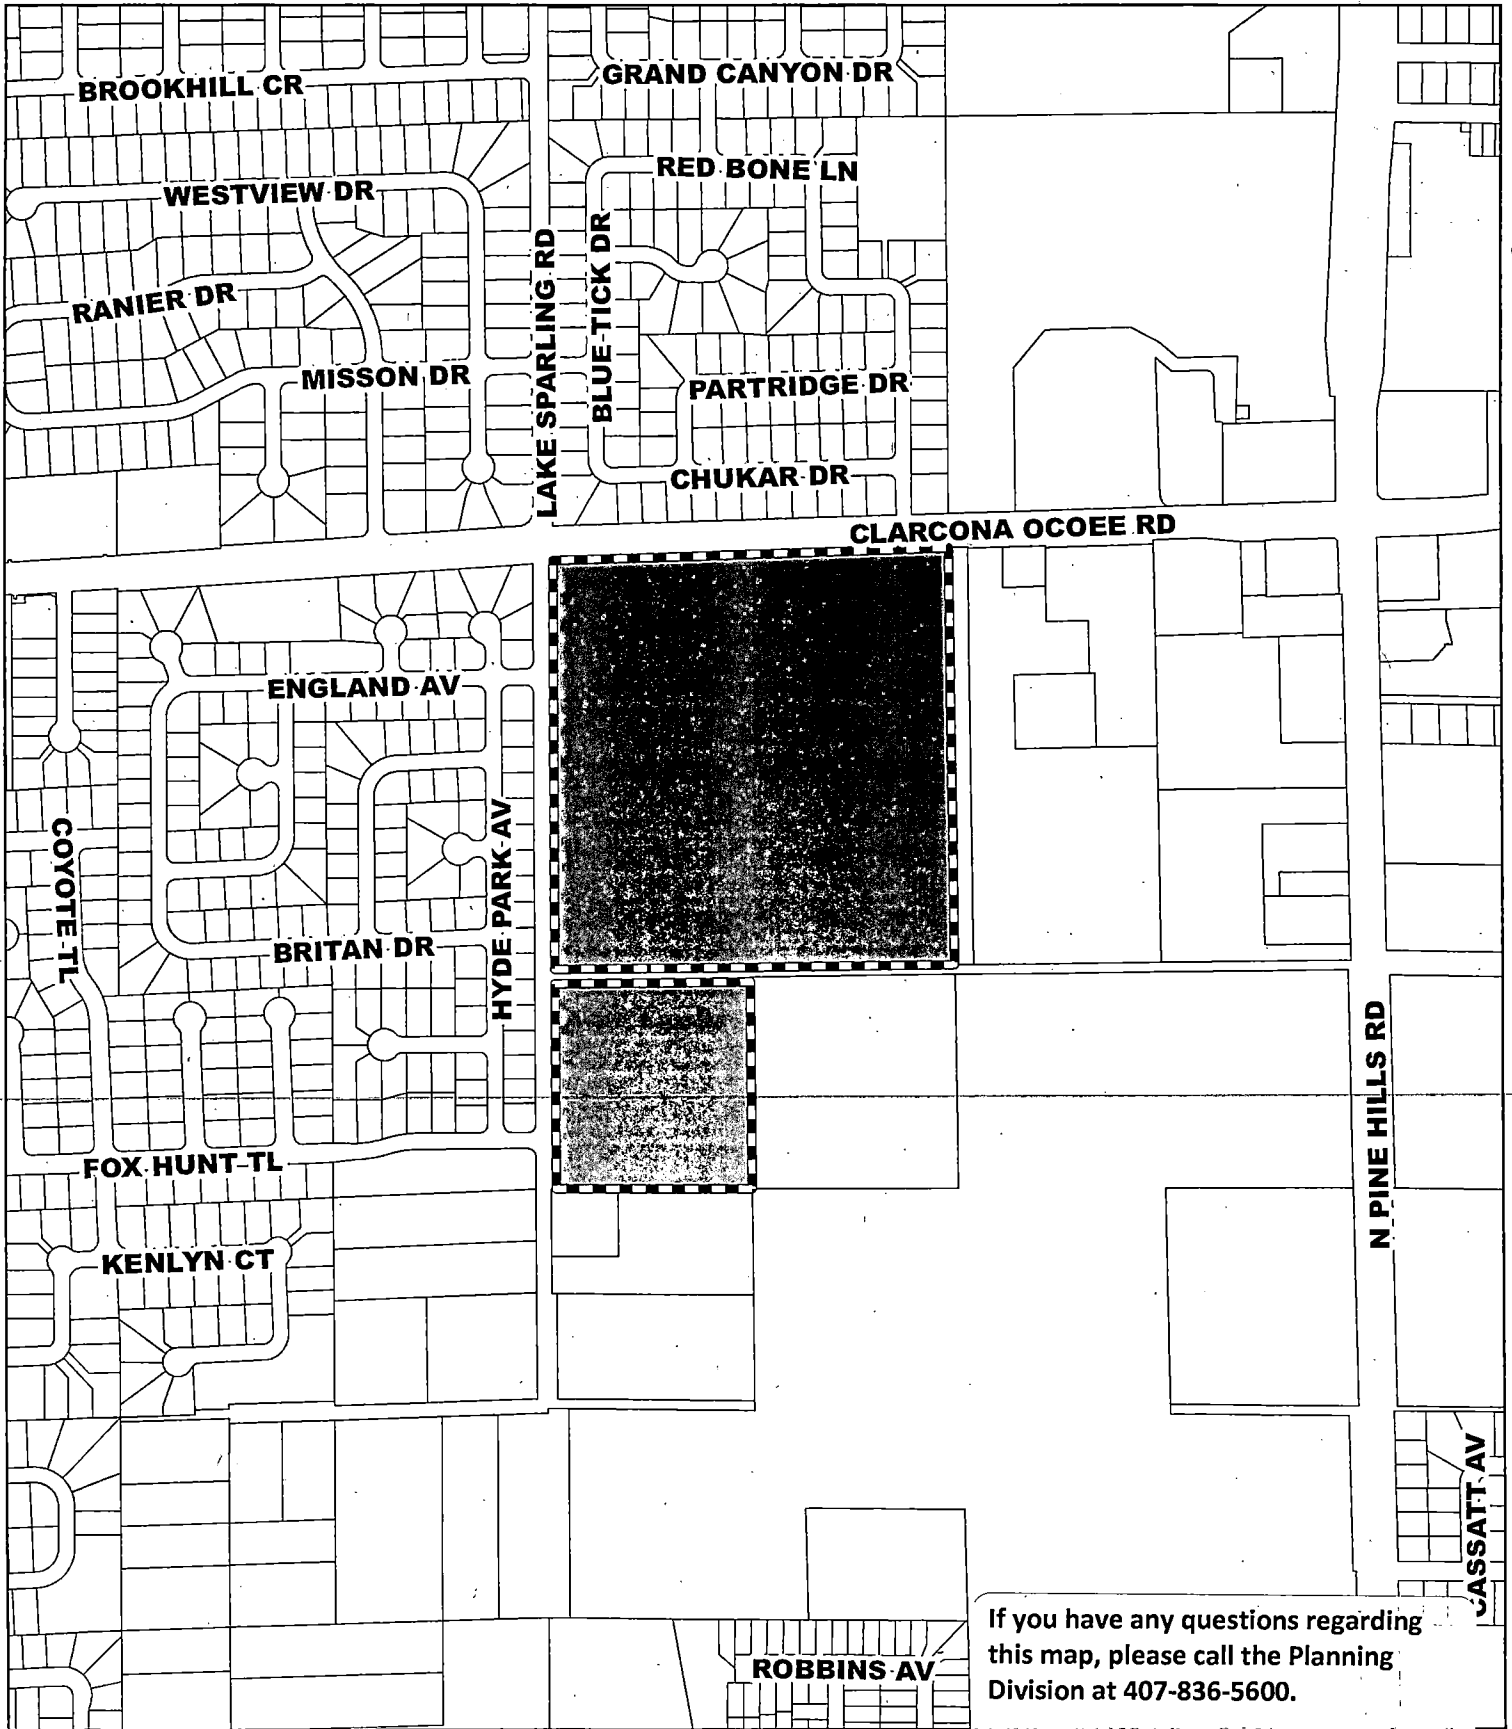 BROOKHILL CR
GRAND CANYON DR
RED BONE LN
WESTVIEW DR
LAKE SPARLING RD
BLUE TICK DR
RANIER DR
MISSON DR
PARTRIDGE DR
CHUKAR DR
CLARCONA OCOEE RD
ENGLAND AV
COYOTE TL
HYDE PARK AV
BRITAN DR
N PINE HILLS RD
FOX HUNT TL
KENLYN CT
CASSATT AV
ROBBINS AV
If you have any questions regarding
this map, please call the Planning
Division at 407-836-5600.